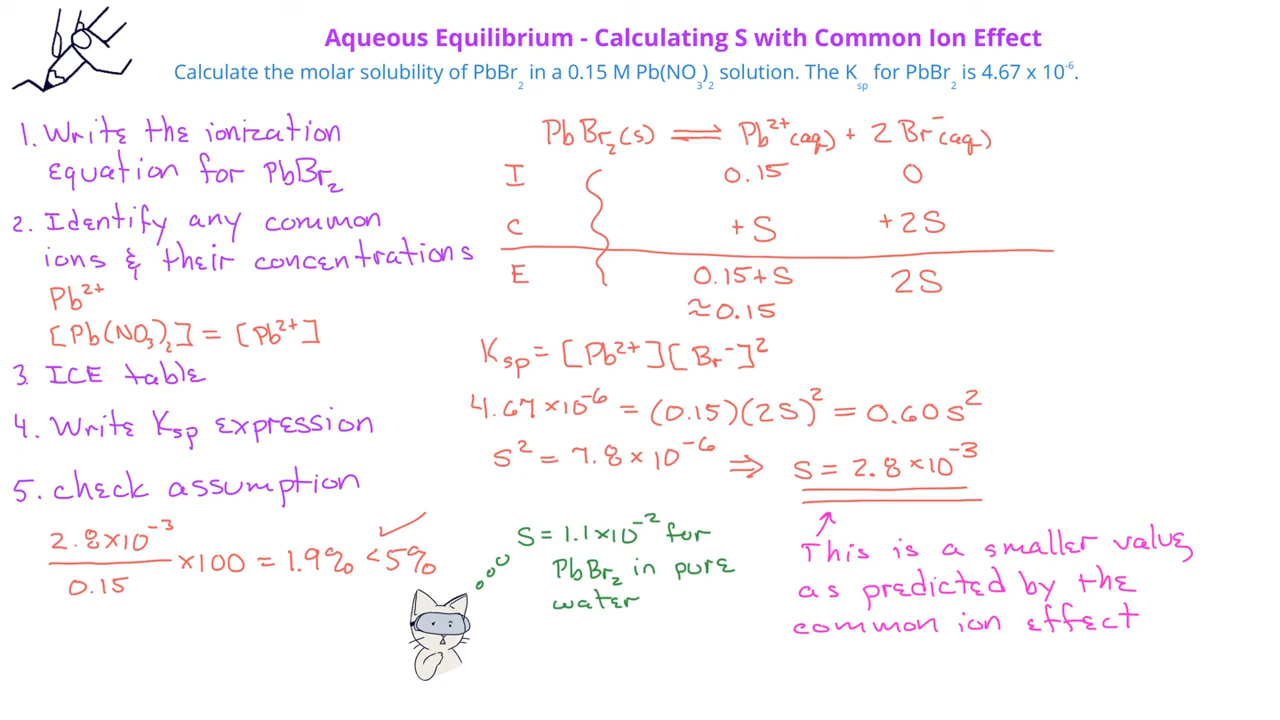 Aqueous Equilibrium - Calculating S with Common Ion Effect
Calculate the molar solubility of PbBr₂ in a 0.15 M Pb(NO₃)₂ solution. The Kₛₚ for PbBr₂ is 4.67 x 10⁻⁶.
1. Write the ionization
equation for PbBr₂
2. Identify any common
ions & their concentrations
Pb²⁺
[Pb(NO₃)₂] = [Pb²⁺]
3. ICE table
4. Write Ksp expression
5. check assumption
2.8×10⁻³
0.15
×100 = 1.9% <5% ✓
PbBr₂(s) ⇌ Pb²⁺(aq) + 2 Br⁻(aq)
I 0.15 0
C +S +2S
E 0.15+S 2S
≈0.15
Ksp = [Pb²⁺][Br⁻]²
4.67×10⁻⁶ = (0.15)(2S)² = 0.60S²
S² = 7.8×10⁻⁶ ⇒ S = 2.8×10⁻³
S = 1.1×10⁻² for
PbBr₂ in pure
water
This is a smaller value,
as predicted by the
common ion effect